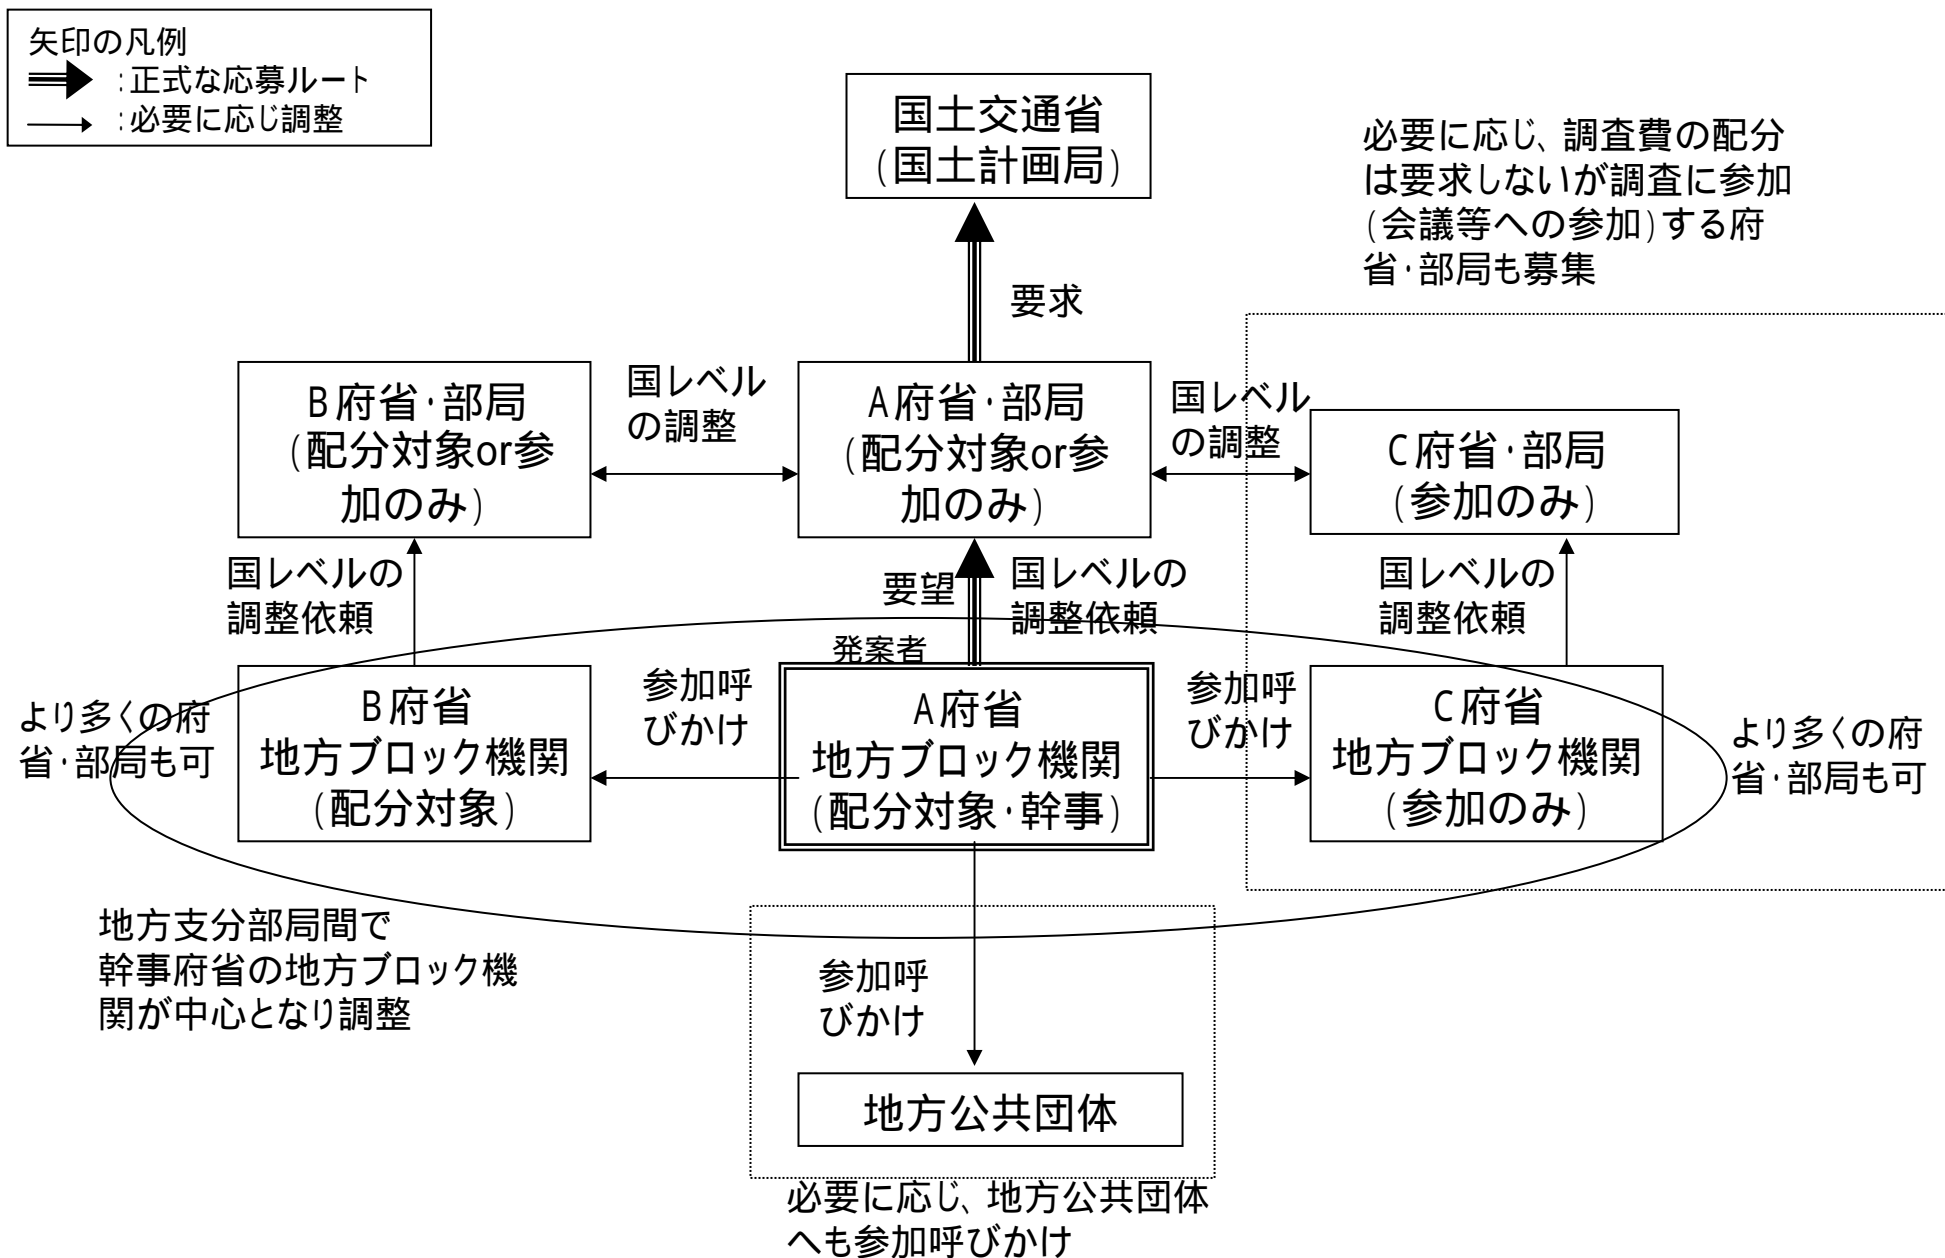 矢印の凡例
:正式な応募ルート
:必要に応じ調整
国土交通省
(国土計画局)
必要に応じ、調査費の配分
は要求しないが調査に参加
(会議等への参加)する府
省・部局も募集
要求
B府省・部局
(配分対象or参
加のみ)
国レベル
の調整
A府省・部局
(配分対象or参
加のみ)
国レベル
の調整
C府省・部局
(参加のみ)
国レベルの
調整依頼
要望
国レベルの
調整依頼
国レベルの
調整依頼
発案者
より多くの府
省・部局も可
B府省
地方ブロック機関
(配分対象)
参加呼
びかけ
A府省
地方ブロック機関
(配分対象・幹事)
参加呼
びかけ
C府省
地方ブロック機関
(参加のみ)
より多くの府
省・部局も可
地方支分部局間で
幹事府省の地方ブロック機
関が中心となり調整
参加呼
びかけ
地方公共団体
必要に応じ、地方公共団体
へも参加呼びかけ